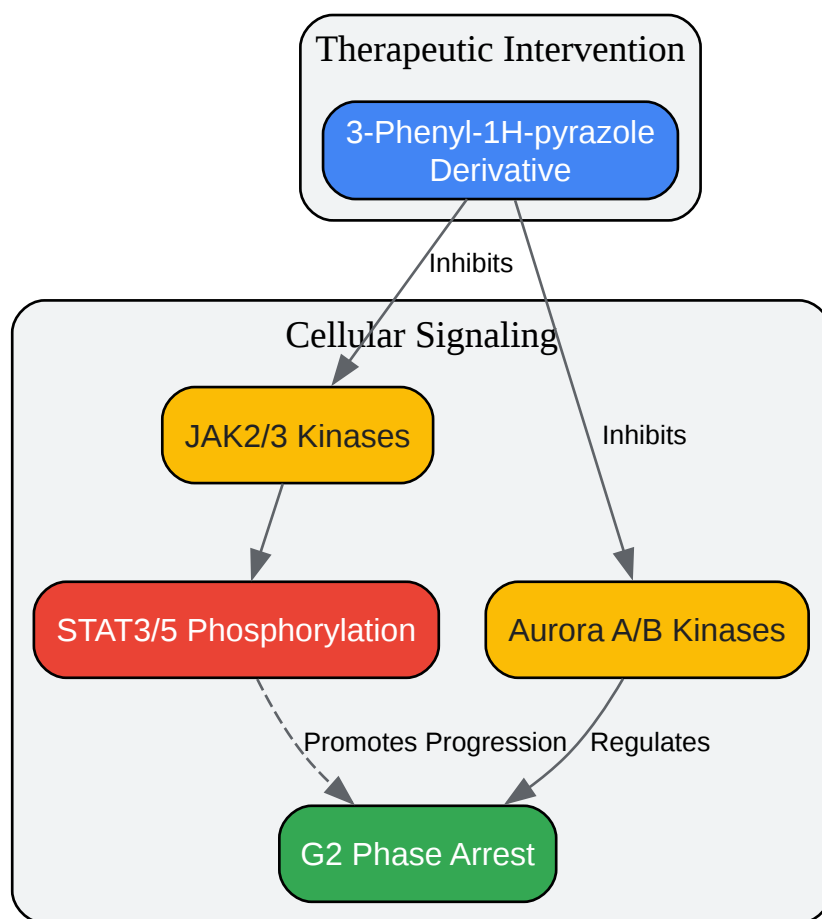 Therapeutic Intervention
3-Phenyl-1H-pyrazole
Derivative
Inhibits
Cellular Signaling
JAK2/3 Kinases
Inhibits
STAT3/5 Phosphorylation
Aurora A/B Kinases
Promotes Progression
Regulates
G2 Phase Arrest